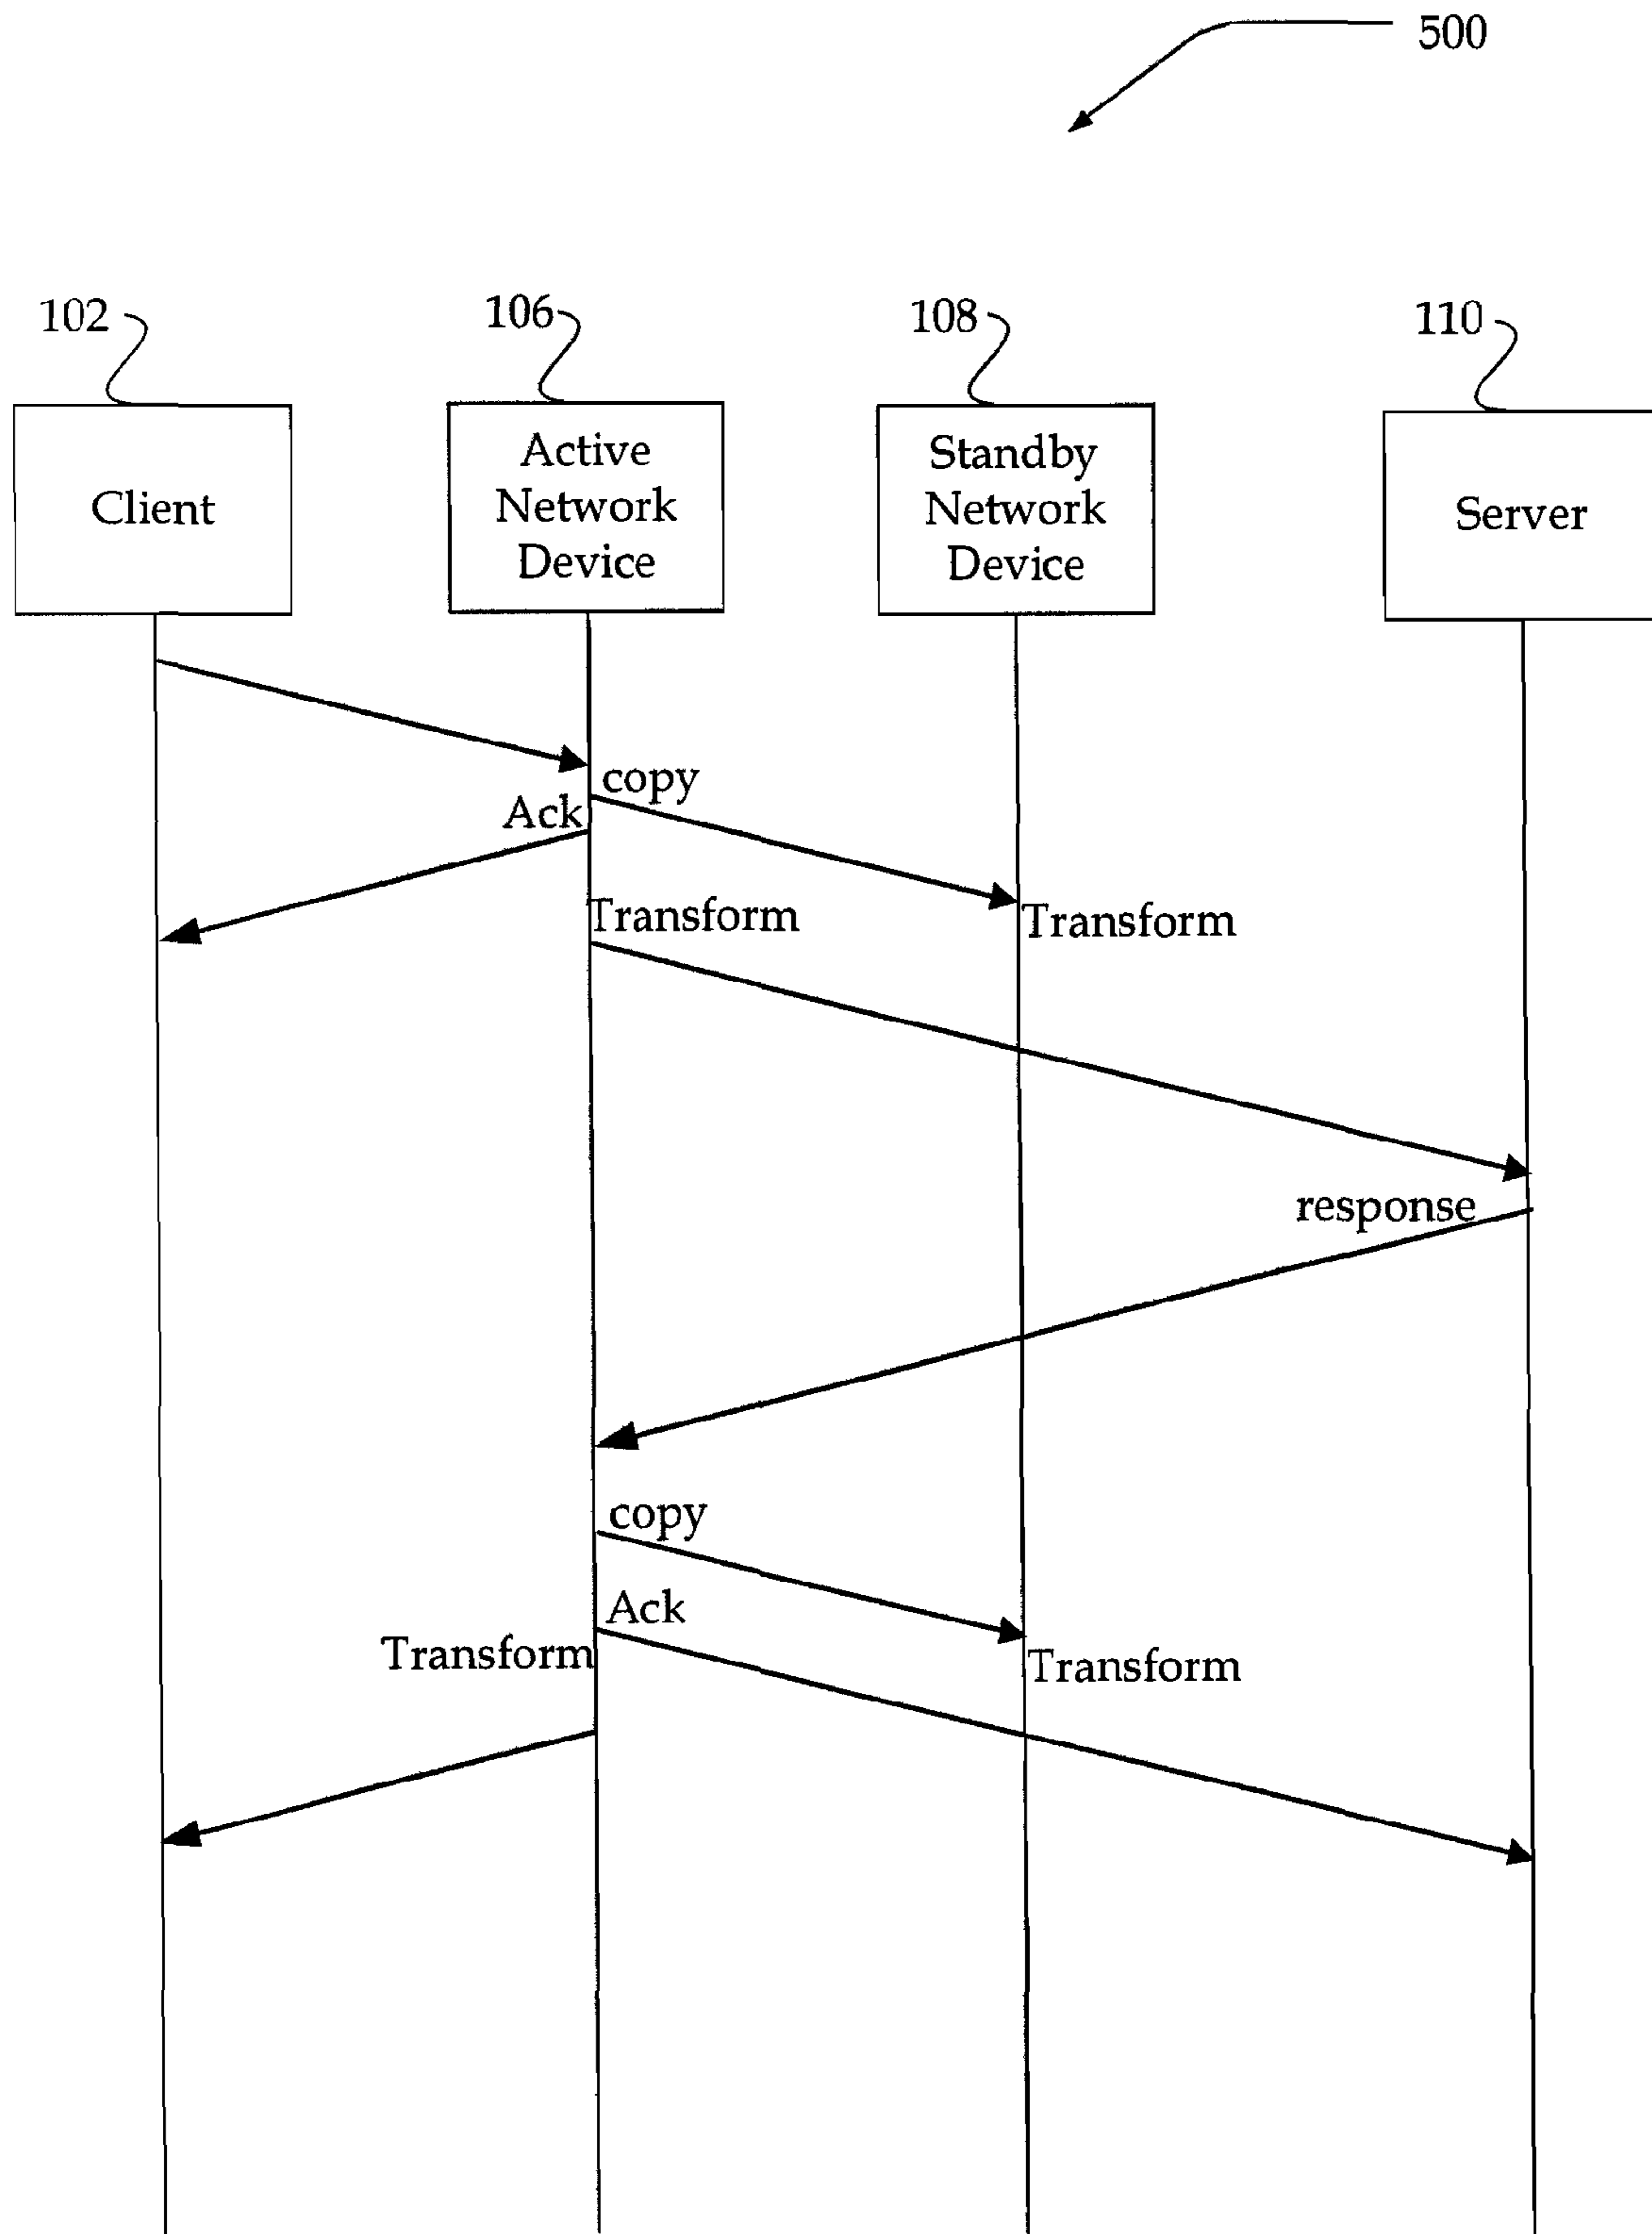 500
102
106
108
110
Client
Active
Network
Device
Standby
Network
Device
Server
copy
Ack
Transform
Transform
response
copy
Ack
Transform
Transform